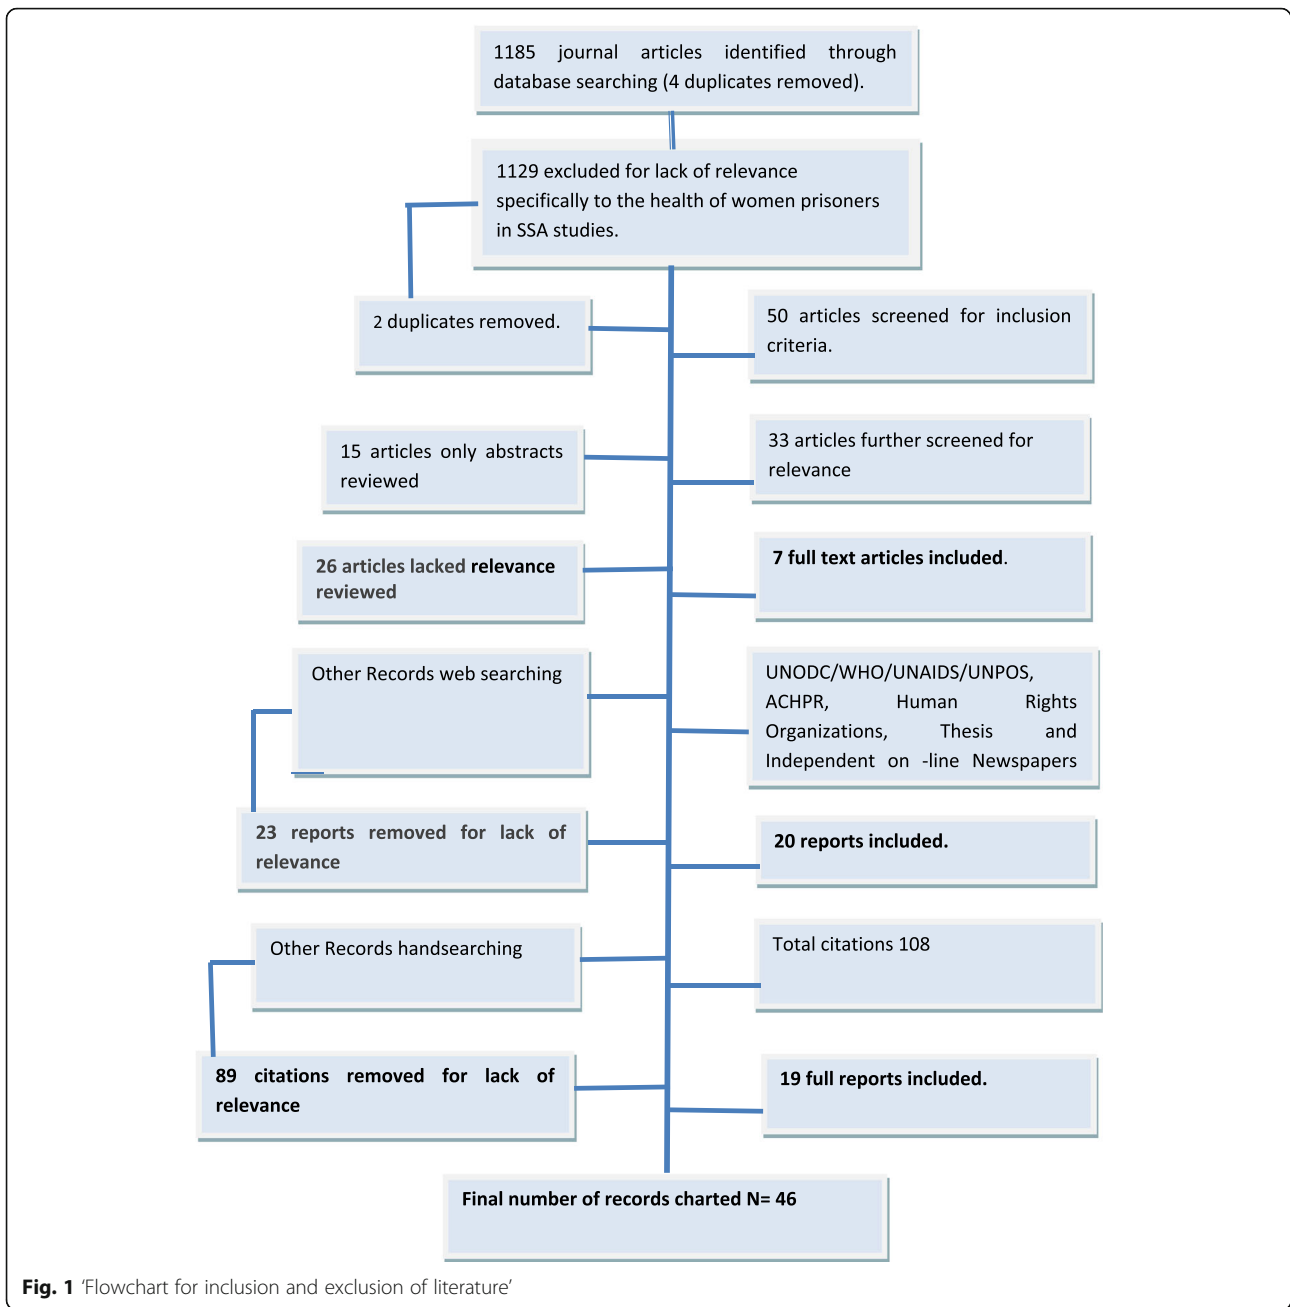 1185 journal articles identified through
database searching (4 duplicates removed).
1129 excluded for lack of relevance
specifically to the health of women prisoners
in SSA studies.
2 duplicates removed.
50 articles screened for inclusion
criteria.
15 articles only abstracts
reviewed
33 articles further screened for
relevance
26 articles lacked relevance
reviewed
7 full text articles included.
Other Records web searching
UNODC/WHO/UNAIDS/UNPOS,
ACHPR, Human Rights
Organizations, Thesis and
Independent on -line Newspapers
23 reports removed for lack of
relevance
20 reports included.
Other Records handsearching
Total citations 108
89 citations removed for lack of
relevance
19 full reports included.
Final number of records charted N= 46
Fig. 1 ‘Flowchart for inclusion and exclusion of literature’